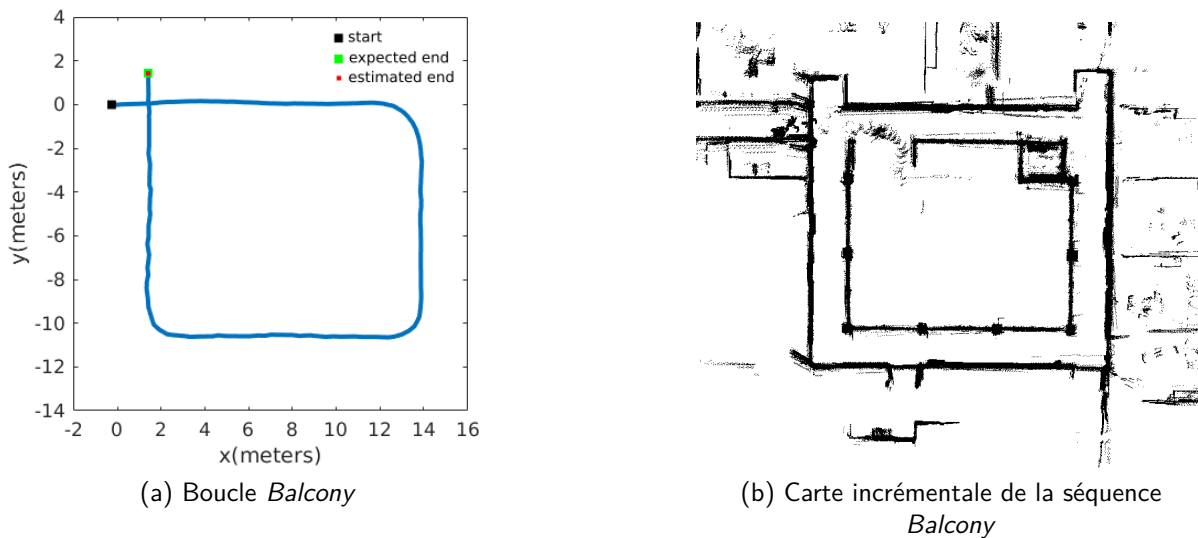 4
2
0
-2
-4
-6
-8
-10
-12
-14
y(meters)
start
expected end
estimated end
-2 0 2 4 6 8 10 12 14 16
x(meters)
(a) Boucle Balcony
(b) Carte incrémentale de la séquence
Balcony